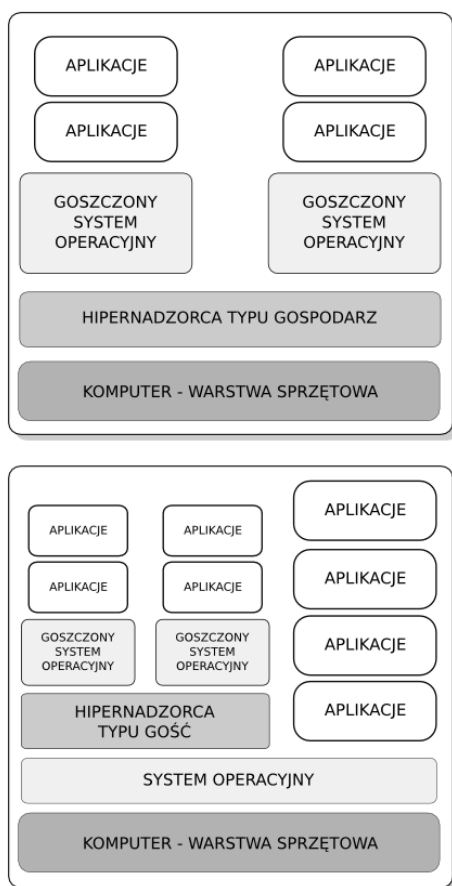 APLIKACJE
APLIKACJE
APLIKACJE
APLIKACJE
GOSZCZONY
SYSTEM
OPERACYJNY
GOSZCZONY
SYSTEM
OPERACYJNY
HIPERNADZORCA TYPU GOSPODARZ
KOMPUTER - WARSTWA SPRZĘTOWA
APLIKACJE
APLIKACJE
APLIKACJE
APLIKACJE
GOSZCZONY
SYSTEM
OPERACYJNY
GOSZCZONY
SYSTEM
OPERACYJNY
HIPERNADZORCA
TYPU GOŚĆ
APLIKACJE
APLIKACJE
APLIKACJE
APLIKACJE
SYSTEM OPERACYJNY
KOMPUTER - WARSTWA SPRZĘTOWA